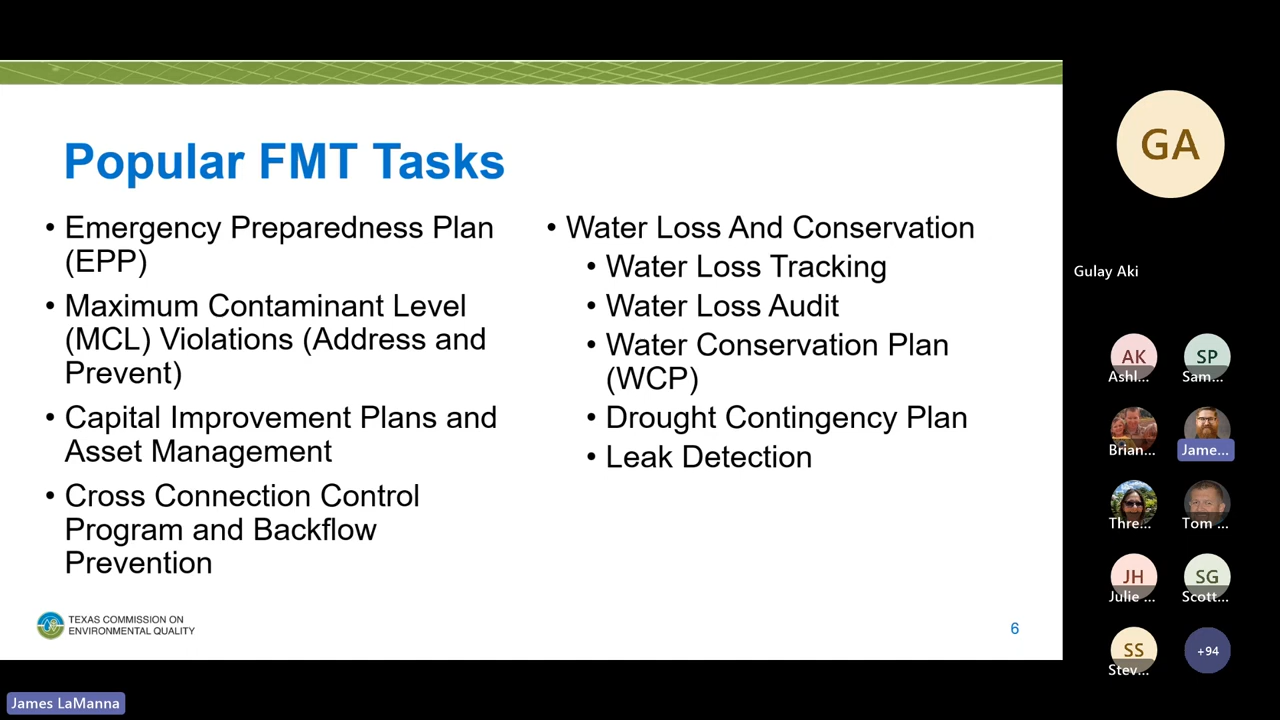 Popular FMT Tasks
• Emergency Preparedness Plan
(EPP)
• Maximum Contaminant Level
(MCL) Violations (Address and
Prevent)
• Capital Improvement Plans and
Asset Management
• Cross Connection Control
Program and Backflow
Prevention
• Water Loss And Conservation
• Water Loss Tracking
• Water Loss Audit
• Water Conservation Plan
(WCP)
• Drought Contingency Plan
• Leak Detection
TEXAS COMMISSION ON
ENVIRONMENTAL QUALITY
6
GA
Gulay Aki
AK
Ashl...
SP
Sam...
Brian...
Jame...
Thre...
Tom ...
JH
Julie ...
SG
Scott...
SS
Stev...
+94
James LaManna